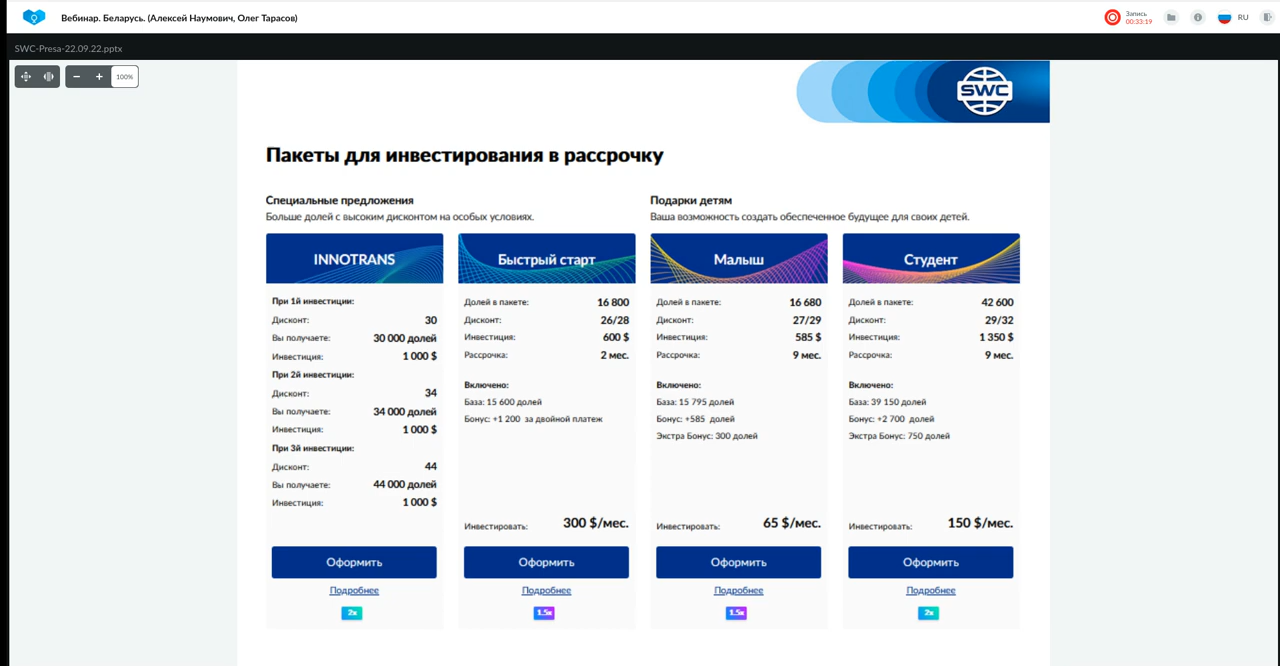 Вебинар. Беларусь. (Алексей Наумович, Олег Тарасов)
Запись
00:33:19
RU
SWC-Presa-22.09.22.pptx
100%
SWC
Пакеты для инвестирования в рассрочку
Специальные предложения
Больше долей с высоким дисконтом на особых условиях.
Подарки детям
Ваша возможность создать обеспеченное будущее для своих детей.
INNOTRANS
При 1й инвестиции:
Дисконт: 30
Вы получаете: 30 000 долей
Инвестиция: 1 000 $
При 2й инвестиции:
Дисконт: 34
Вы получаете: 34 000 долей
Инвестиция: 1 000 $
При 3й инвестиции:
Дисконт: 44
Вы получаете: 44 000 долей
Инвестиция: 1 000 $
Оформить
Подробнее
2x
Быстрый старт
Долей в пакете: 16 800
Дисконт: 26/28
Инвестиция: 600 $
Рассрочка: 2 мес.
Включено:
База: 15 600 долей
Бонус: +1 200 за двойной платеж
Инвестировать: 300 $/мес.
Оформить
Подробнее
1.5x
Малыш
Долей в пакете: 16 680
Дисконт: 27/29
Инвестиция: 585 $
Рассрочка: 9 мес.
Включено:
База: 15 795 долей
Бонус: +585 долей
Экстра Бонус: 300 долей
Инвестировать: 65 $/мес.
Оформить
Подробнее
1.5x
Студент
Долей в пакете: 42 600
Дисконт: 29/32
Инвестиция: 1 350 $
Рассрочка: 9 мес.
Включено:
База: 39 150 долей
Бонус: +2 700 долей
Экстра Бонус: 750 долей
Инвестировать: 150 $/мес.
Оформить
Подробнее
2x